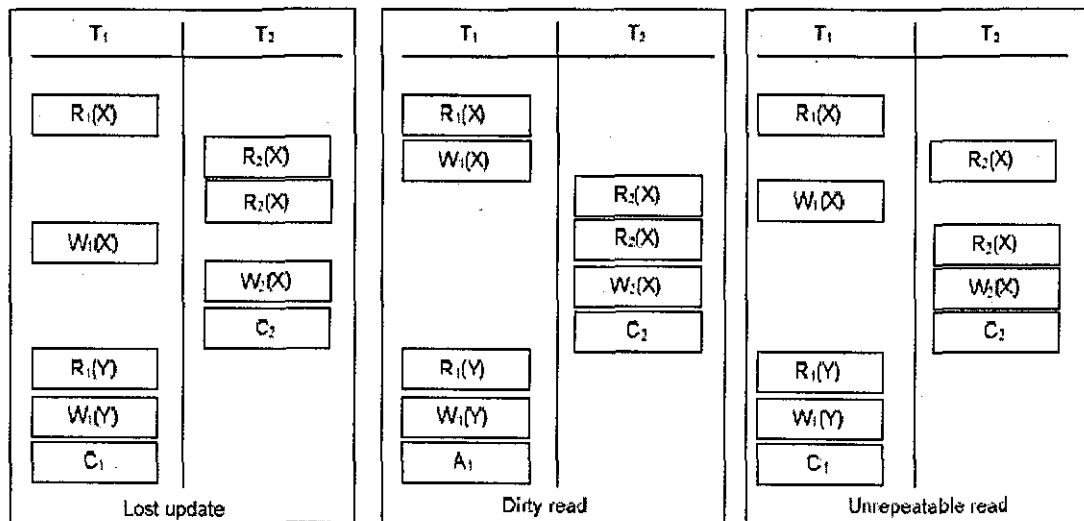 T₁ T₂
R₁(X)
R₂(X)
R₂(X)
W₁(X)
W₂(X)
C₂
R₁(Y)
W₁(Y)
C₁
Lost update
T₁ T₂
R₁(X)
W₁(X)
R₂(X)
R₂(X)
W₂(X)
C₂
R₁(Y)
W₁(Y)
A₁
Dirty read
T₁ T₂
R₁(X)
R₂(X)
W₁(X)
R₂(X)
W₂(X)
C₂
R₁(Y)
W₁(Y)
C₁
Unrepeatable read